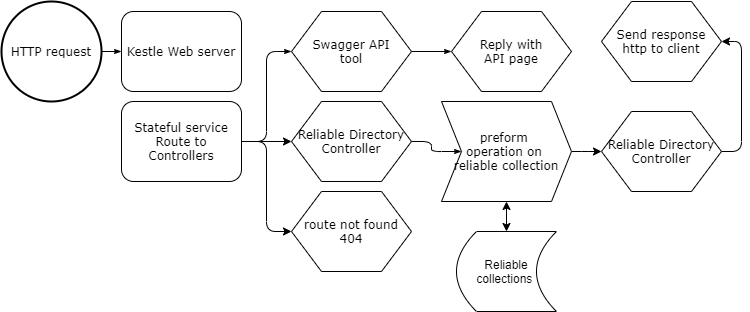 HTTP request
Kestle Web server
Swagger API
tool
Reply with
API page
Send response
http to client
Stateful service
Route to
Controllers
Reliable Directory
Controller
preform
operation on
reliable collection
Reliable Directory
Controller
route not found
404
Reliable
collections